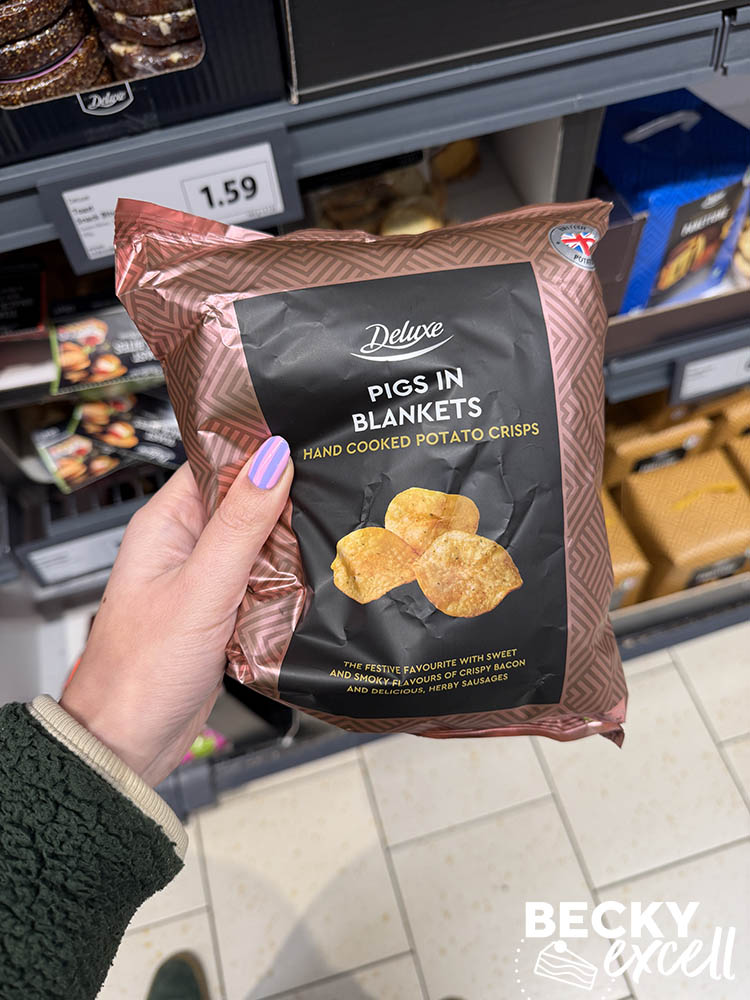 Deluxe
1.59
Deluxe
Deluxe
PIGS IN
BLANKETS
HAND COOKED POTATO CRISPS
THE FESTIVE FAVOURITE WITH SWEET
AND SMOKY FLAVOURS OF CRISPY BACON
AND DELICIOUS, HERBY SAUSAGES
BECKY
excell